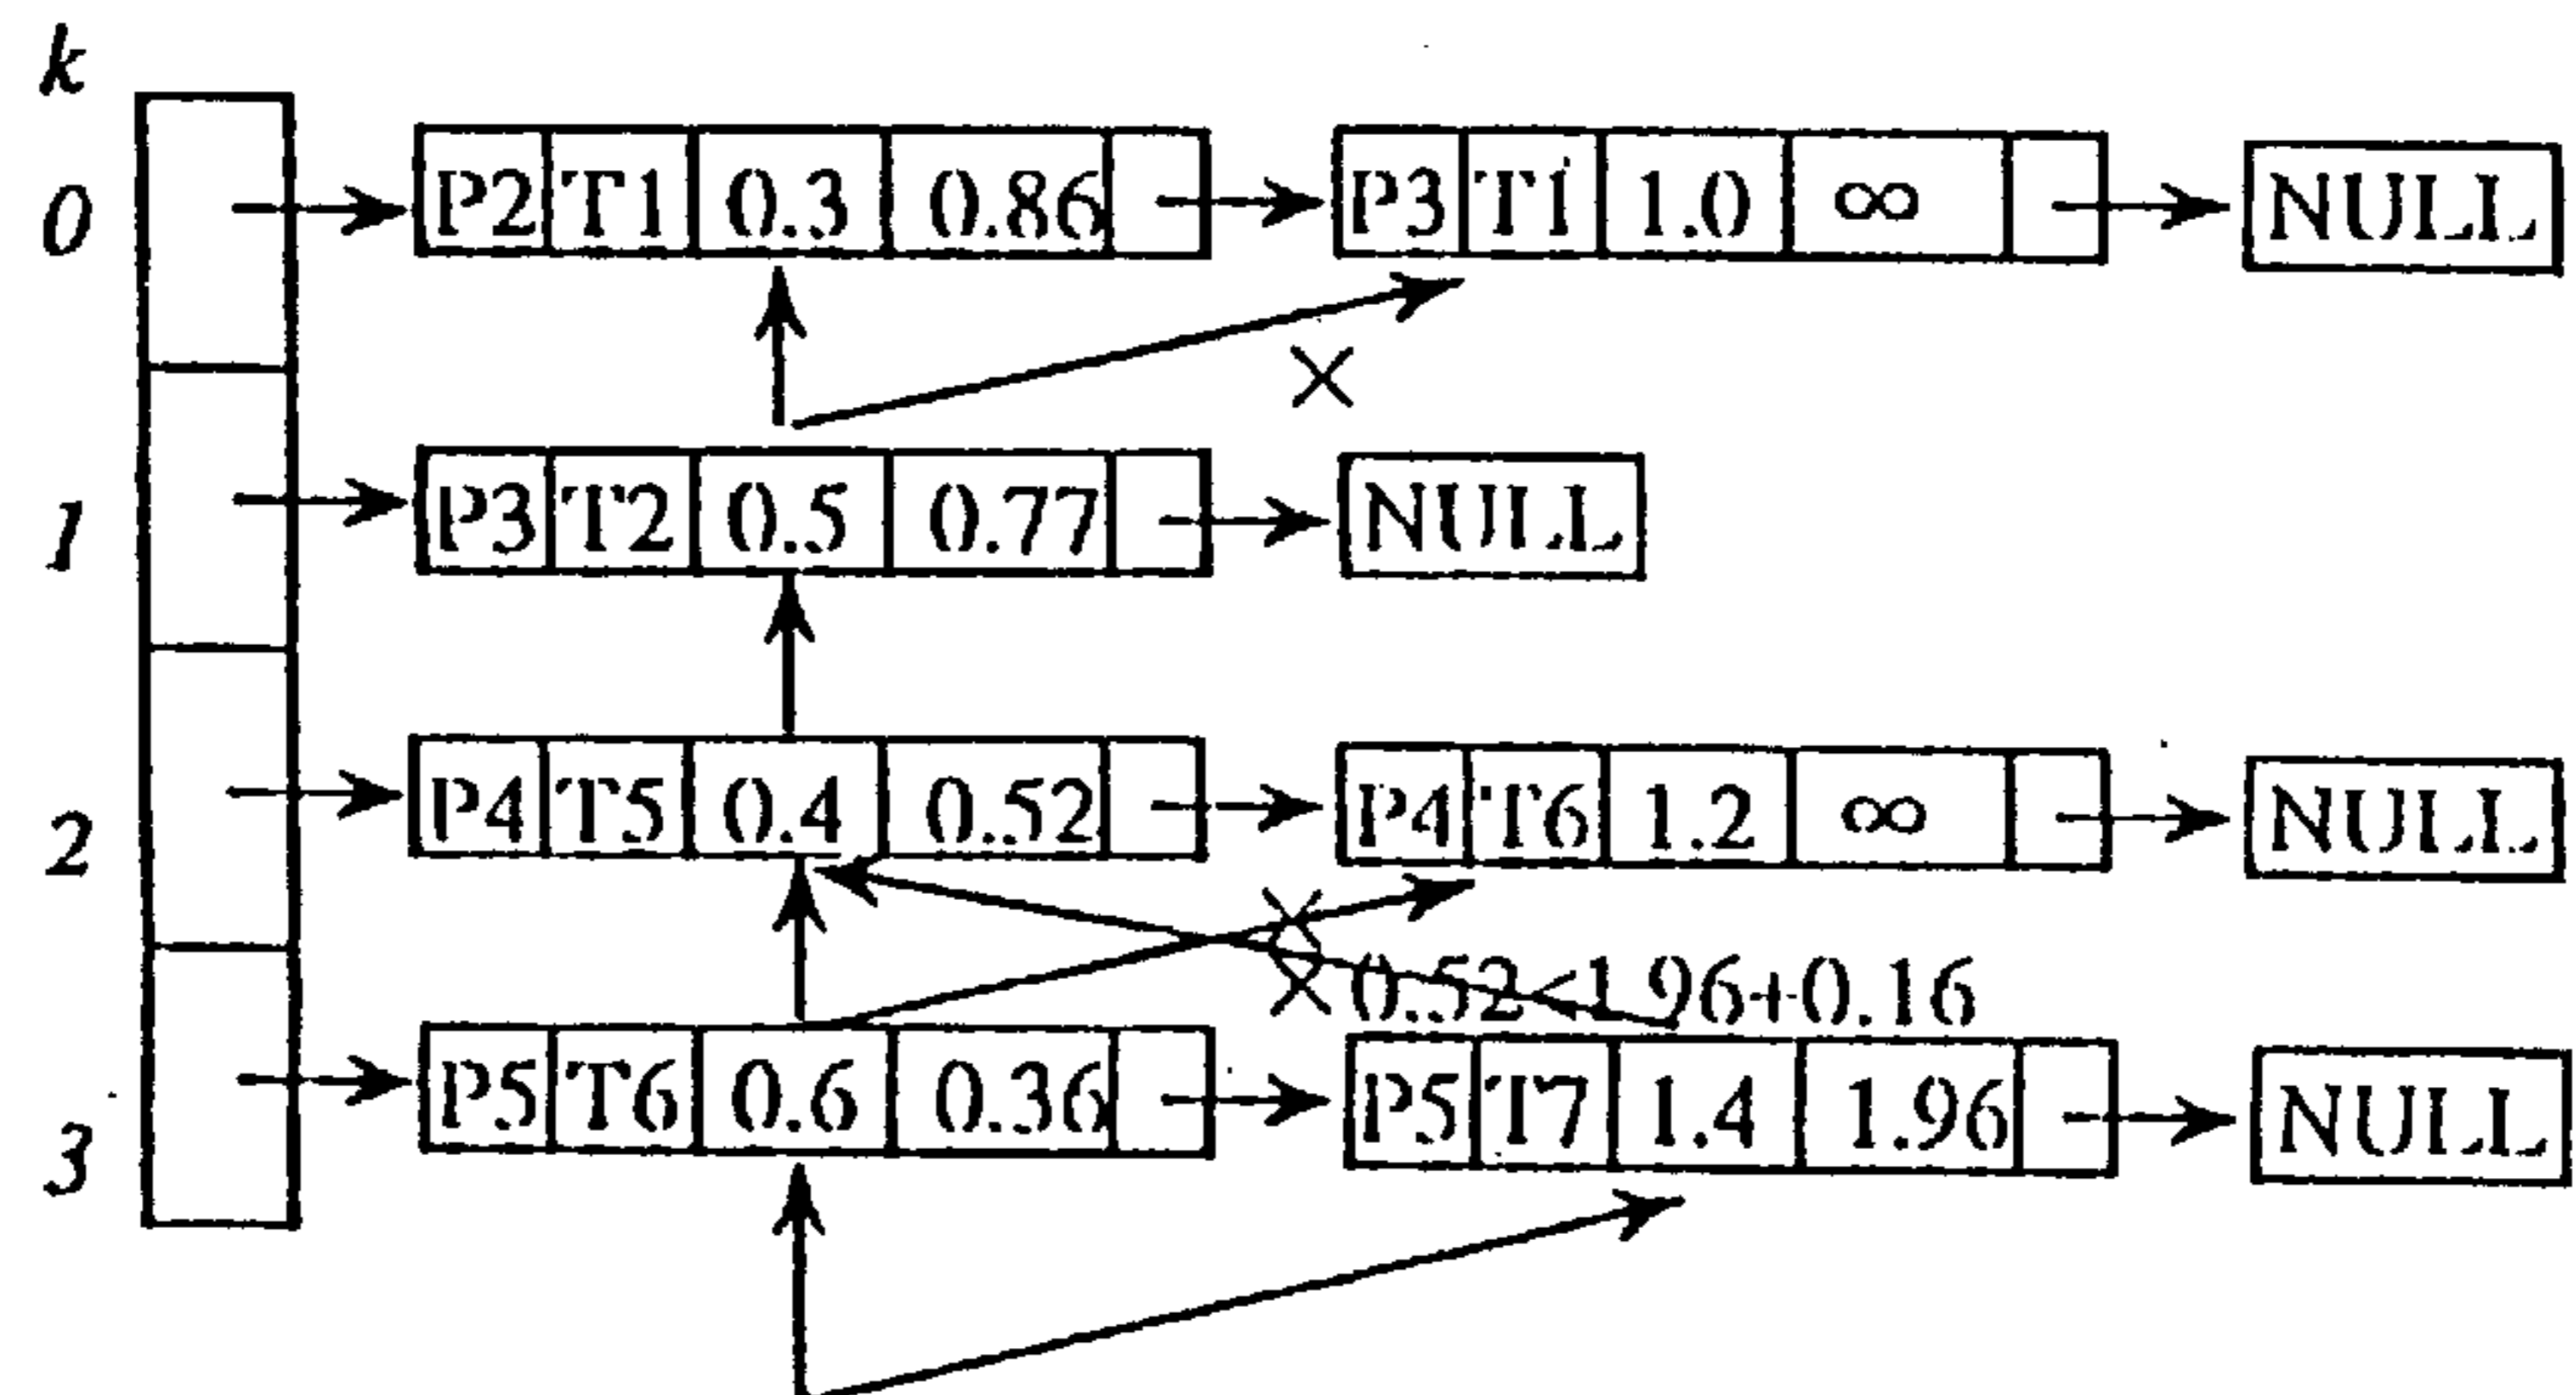 k
0 P2 T1 0.3 0.86 P3 T1 1.0 ∞ NULL
×
1 P3 T2 0.5 0.77 NULL
2 P4 T5 0.4 0.52 P4 T6 1.2 ∞ NULL
×
× 0.52<1.96+0.16
3 P5 T6 0.6 0.36 P5 T7 1.4 1.96 NULL